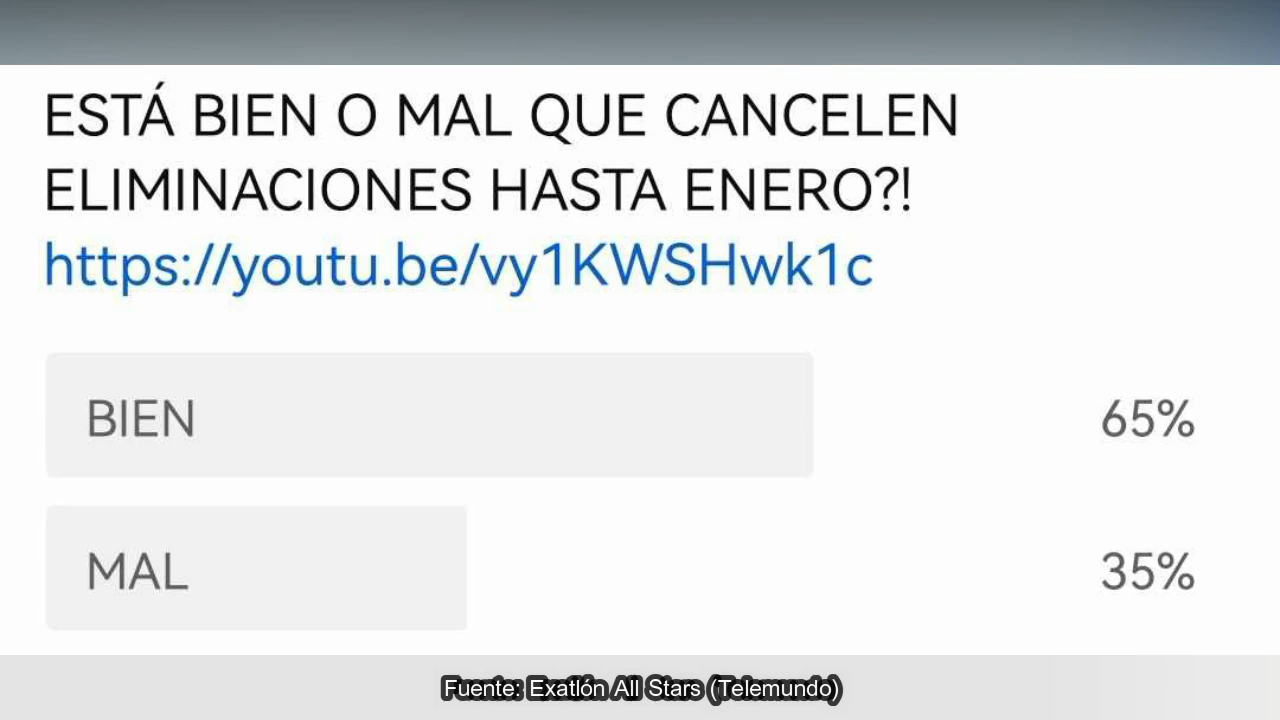 ESTÁ BIEN O MAL QUE CANCELEN
ELIMINACIONES HASTA ENERO?!
https://youtu.be/vy1KWSHwk1c
BIEN 65%
MAL 35%
Fuente: Exatlón All Stars (Telemundo)